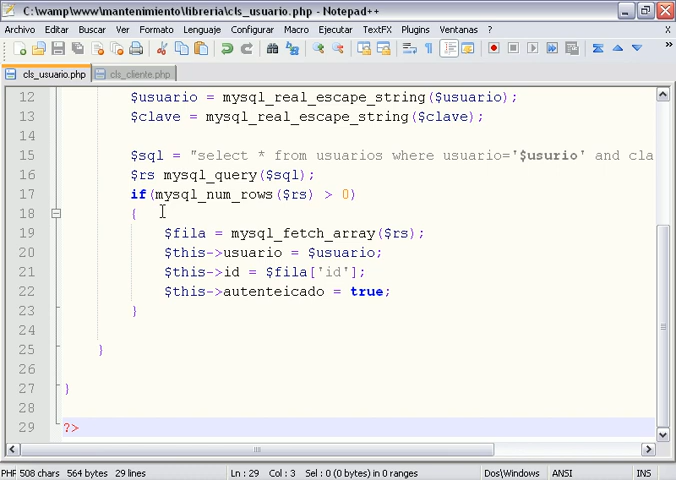 C:\wamp\www\mantenimiento\libreria\cls_usuario.php - Notepad++
Archivo Editar Buscar Ver Formato Lenguaje Configurar Macro Ejecutar TextFX Plugins Ventanas ? X
cls_usuario.php cls_cliente.php
12 $usuario = mysql_real_escape_string($usuario);
13 $clave = mysql_real_escape_string($clave);
14
15 $sql = "select * from usuarios where usuario='$usurio' and cla
16 $rs mysql_query($sql);
17 if(mysql_num_rows($rs) > 0)
18 {
19 $fila = mysql_fetch_array($rs);
20 $this->usuario = $usuario;
21 $this->id = $fila['id'];
22 $this->autenteicado = true;
23 }
24
25 }
26
27 }
28
29 ?>
PHP 508 chars 564 bytes 29 lines Ln : 29 Col : 3 Sel : 0 (0 bytes) in 0 ranges Dos\Windows ANSI INS